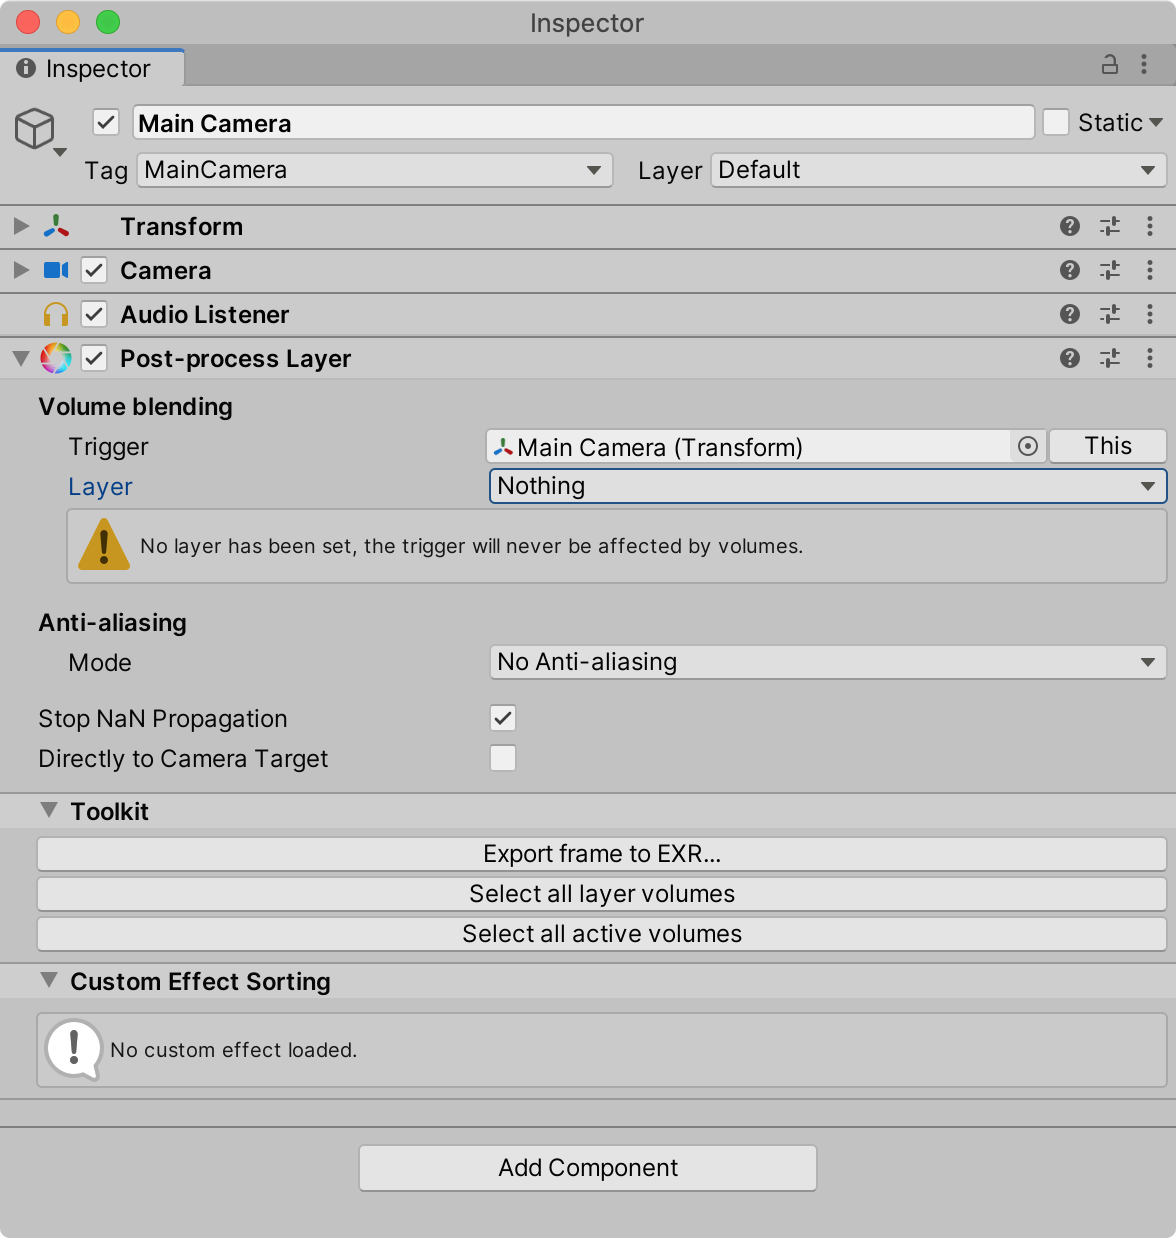 Inspector
Inspector
Main Camera Static
Tag MainCamera Layer Default
Transform
Camera
Audio Listener
Post-process Layer
Volume blending
Trigger Main Camera (Transform) This
Layer Nothing
No layer has been set, the trigger will never be affected by volumes.
Anti-aliasing
Mode No Anti-aliasing
Stop NaN Propagation
Directly to Camera Target
Toolkit
Export frame to EXR...
Select all layer volumes
Select all active volumes
Custom Effect Sorting
No custom effect loaded.
Add Component